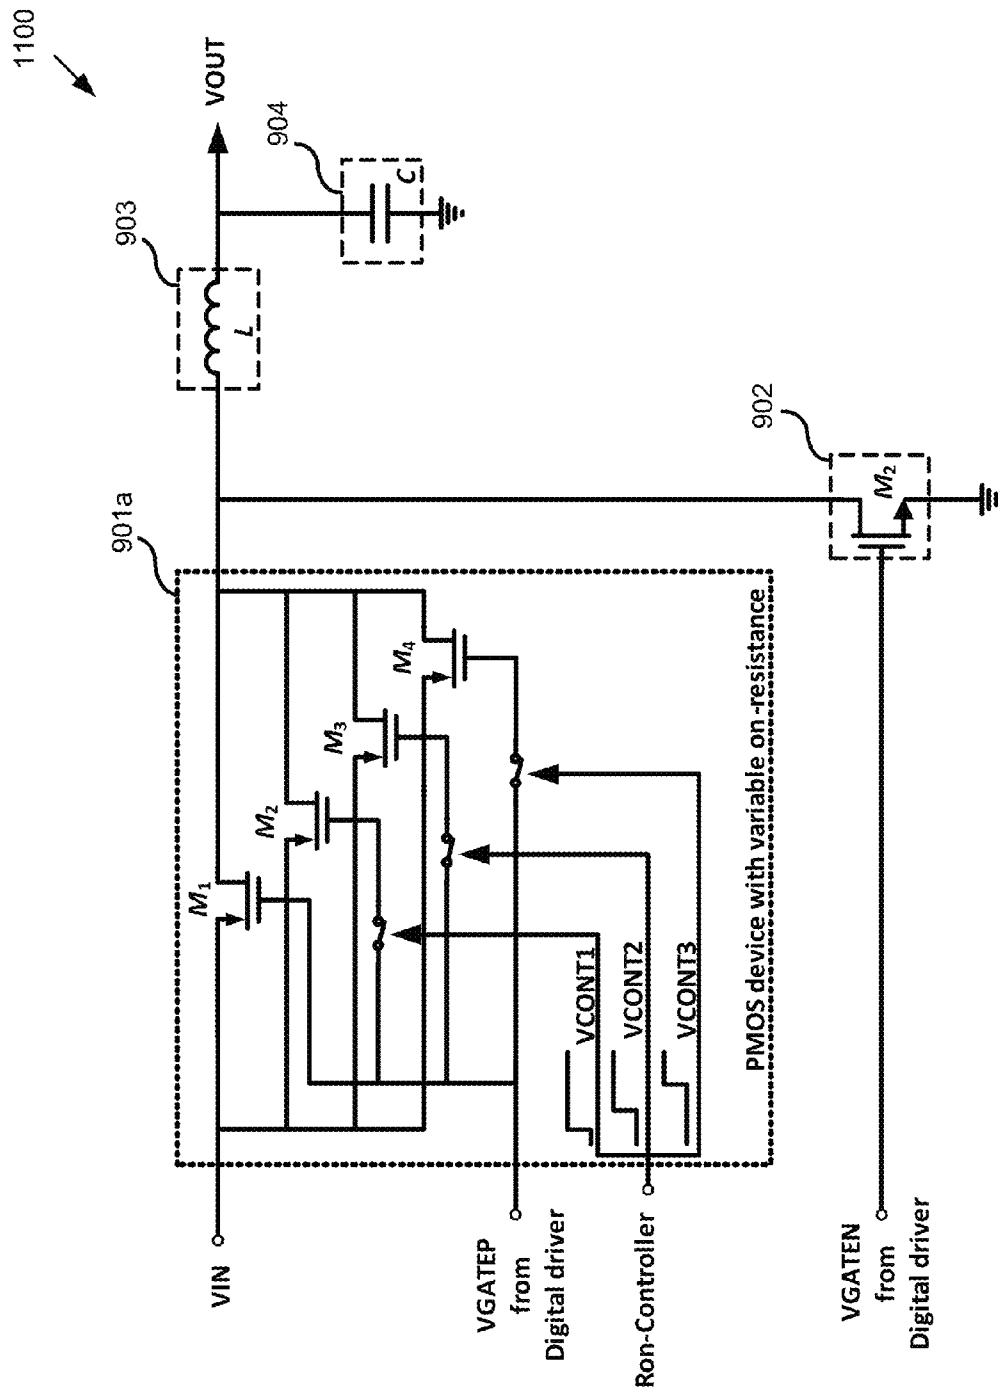 1100
VOUT
904
C
903
L
902
M2
901a
M1
M2
M3
M4
VCONT1
VCONT2
VCONT3
PMOS device with variable on-resistance
VIN
VGATEP
from
Digital driver
Ron-Controller
VGATEN
from
Digital driver